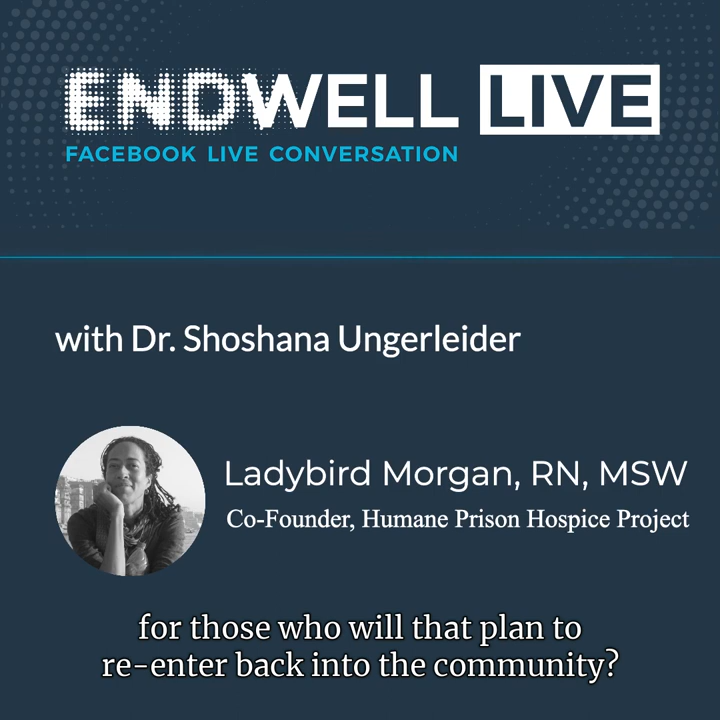 ENDWELL LIVE
FACEBOOK LIVE CONVERSATION
with Dr. Shoshana Ungerleider
Ladybird Morgan, RN, MSW
Co-Founder, Humane Prison Hospice Project
for those who will that plan to
re-enter back into the community?